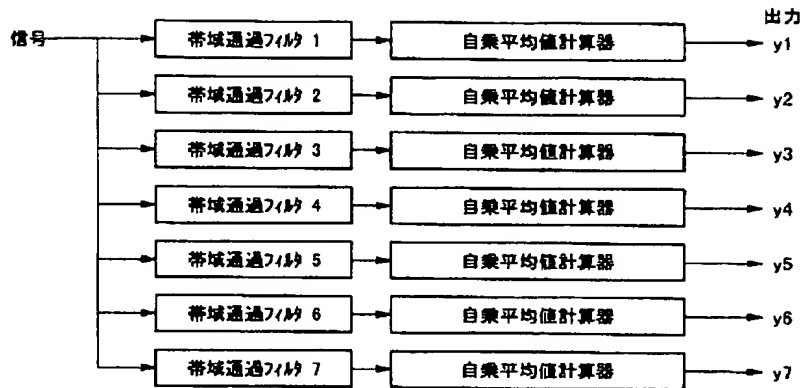 出力
信号 帯域通過フィルタ 1 自乗平均値計算器 y1
帯域通過フィルタ 2 自乗平均値計算器 y2
帯域通過フィルタ 3 自乗平均値計算器 y3
帯域通過フィルタ 4 自乗平均値計算器 y4
帯域通過フィルタ 5 自乗平均値計算器 y5
帯域通過フィルタ 6 自乗平均値計算器 y6
帯域通過フィルタ 7 自乗平均値計算器 y7